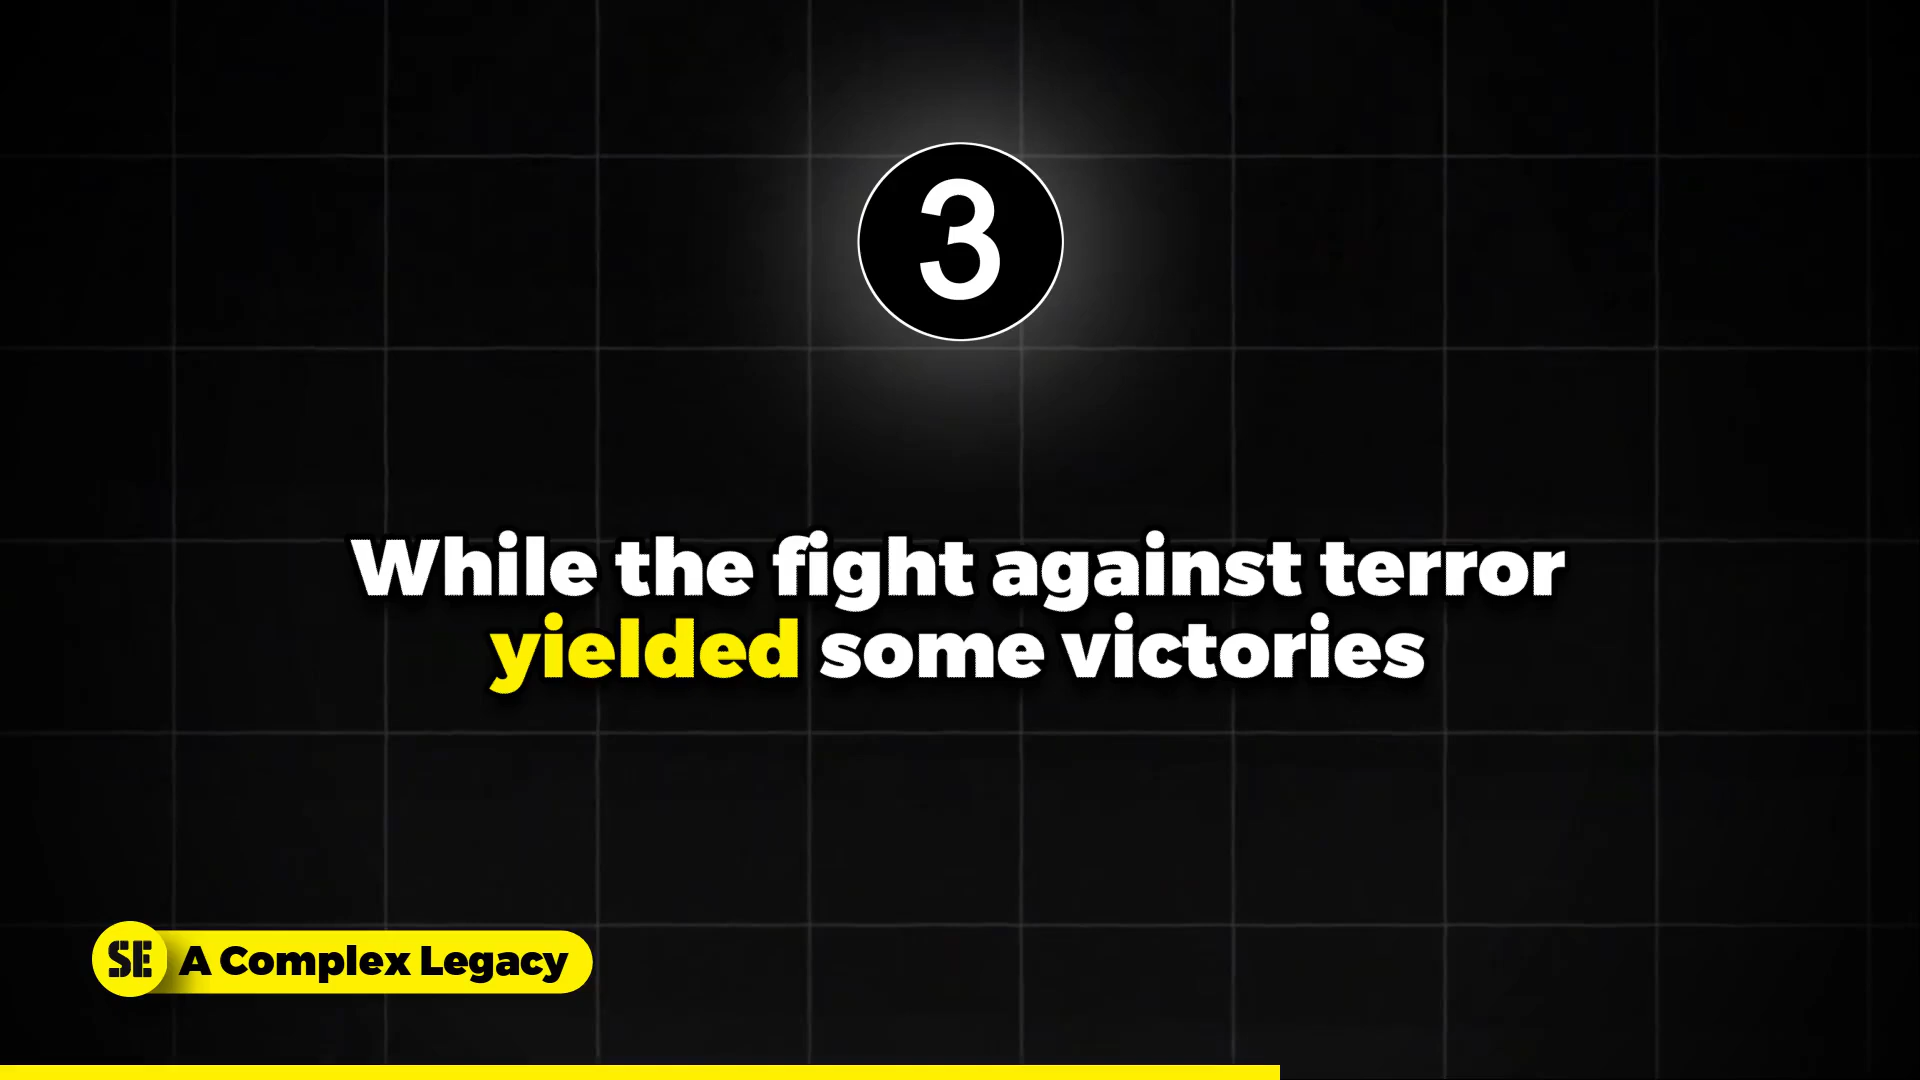 3
While the fight against terror
yielded some victories
SE A Complex Legacy